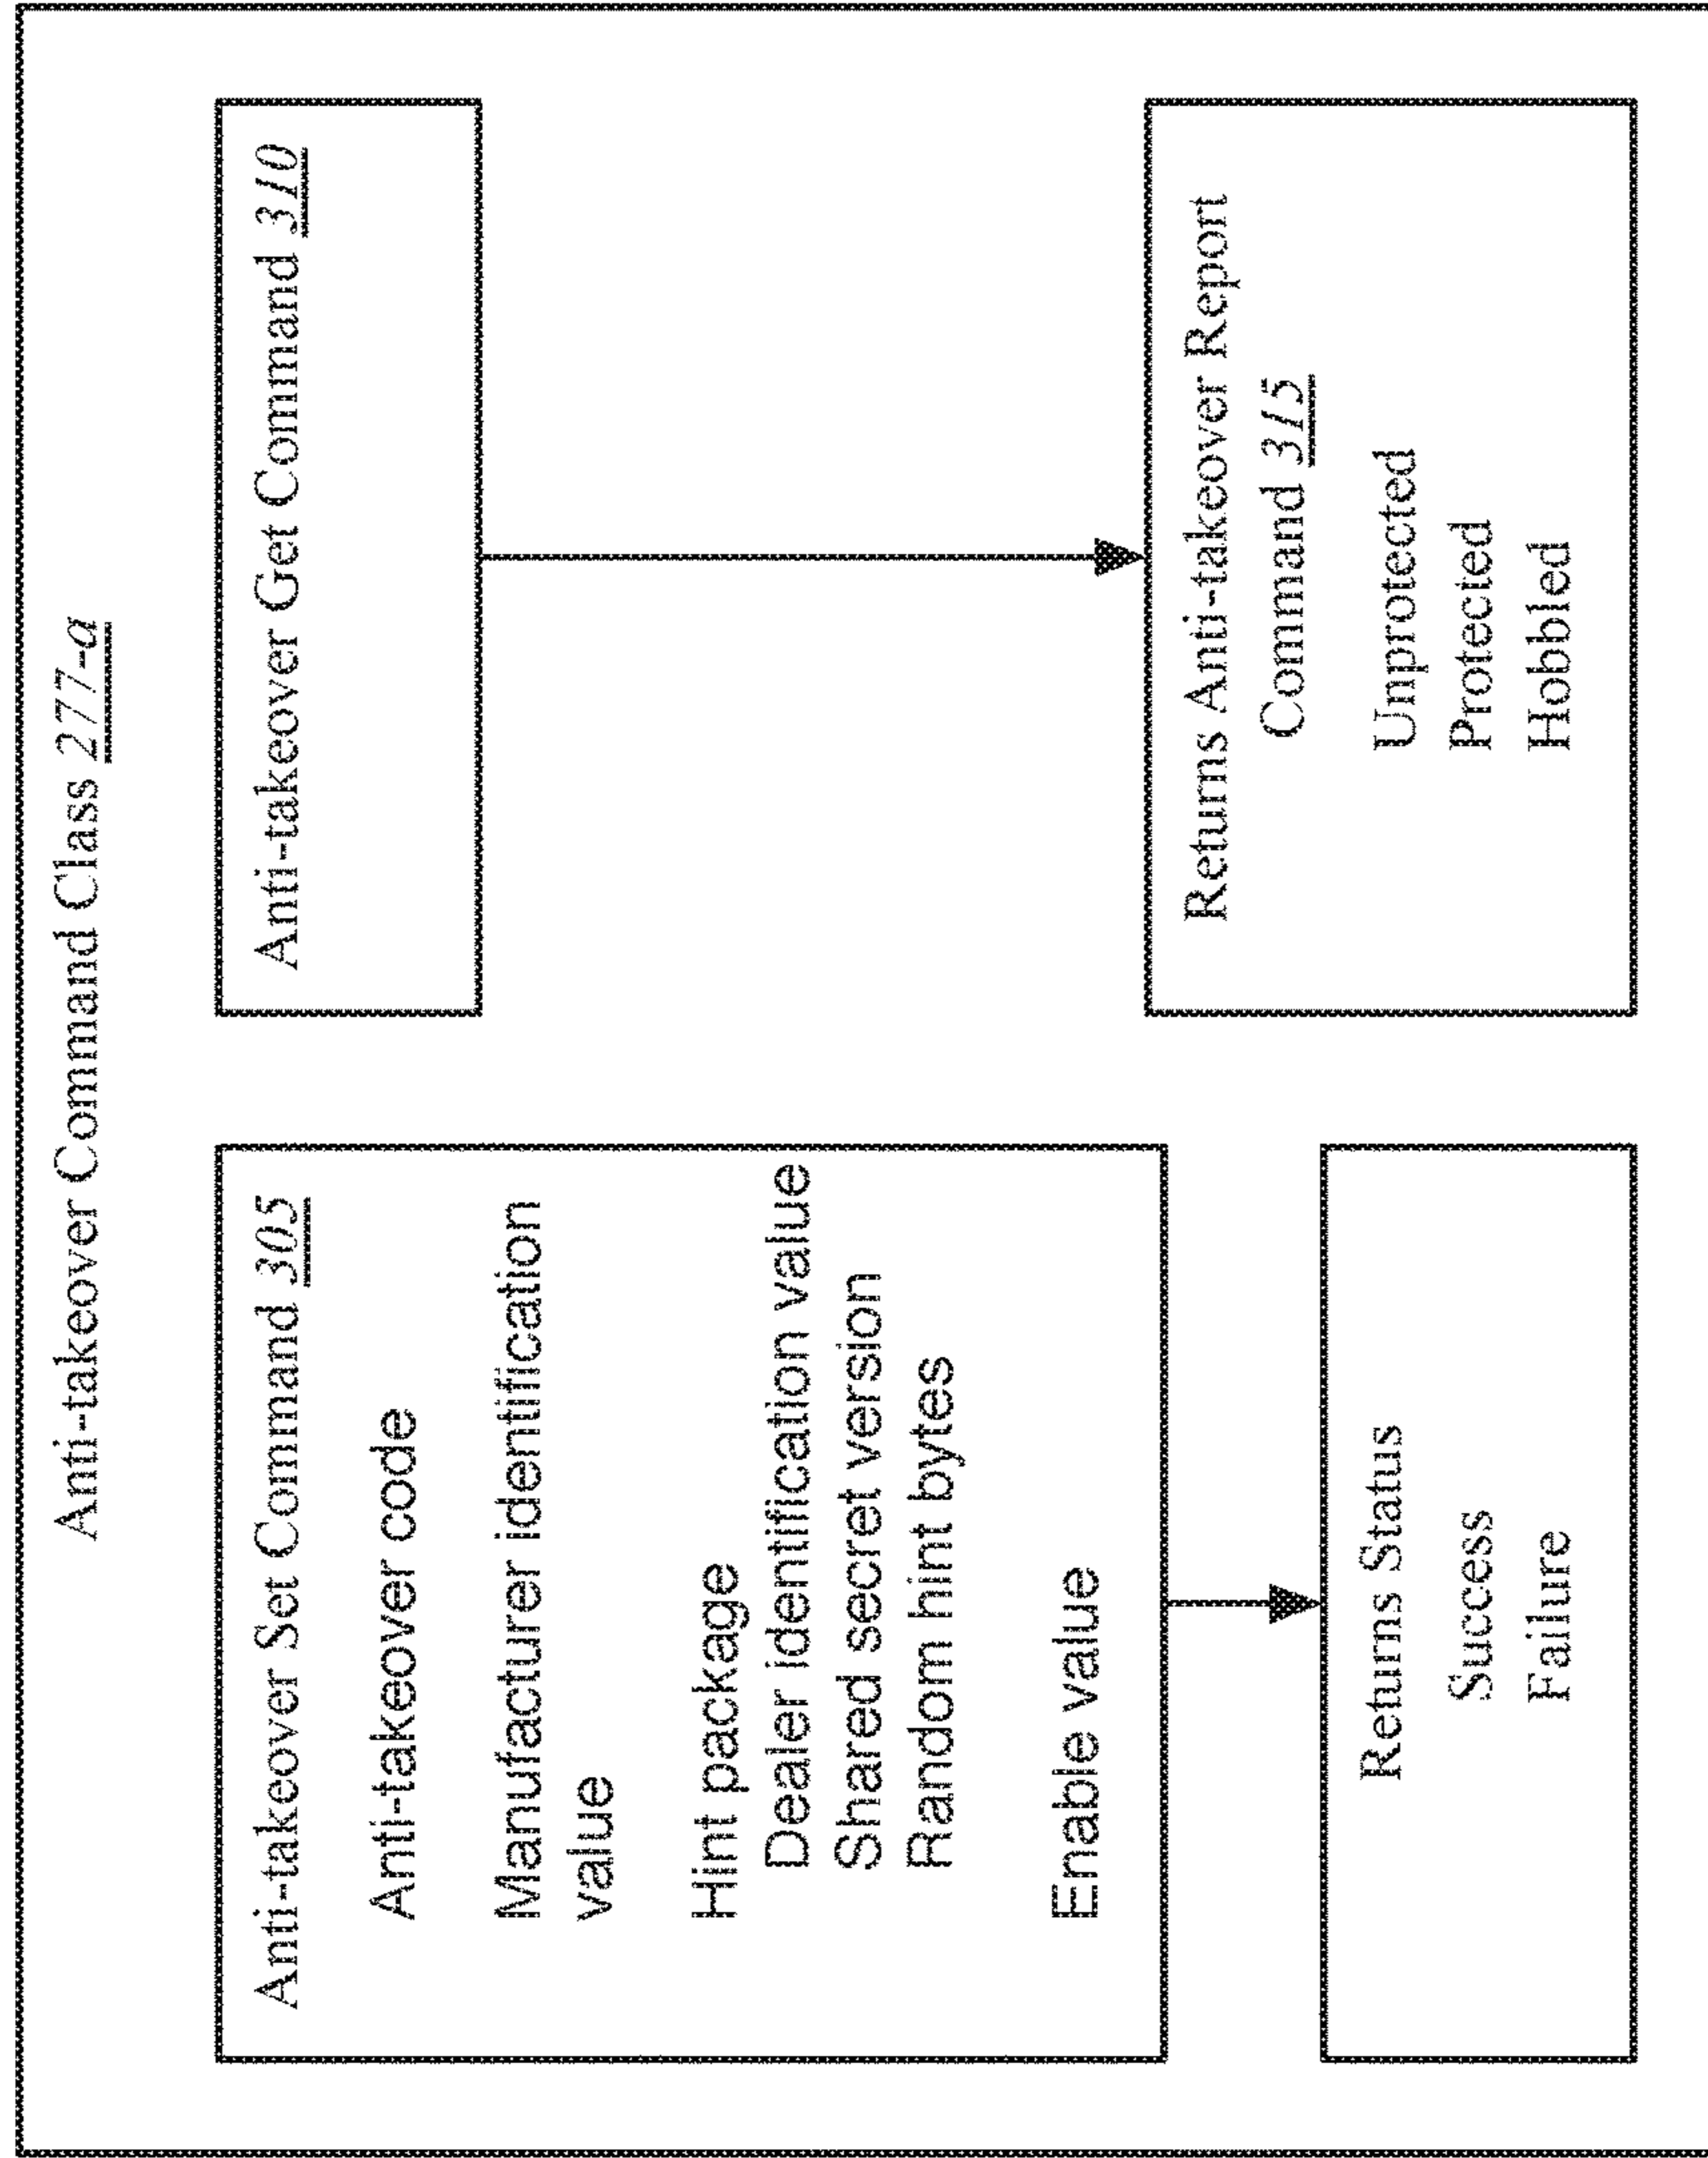 Anti-takeover Command Class 277-a
Anti-takeover Set Command 305
Anti-takeover code
Manufacturer identification
value
Hint package
Dealer identification value
Shared secret version
Random hint bytes
Enable value
Returns Status
Success
Failure
Anti-takeover Get Command 310
Returns Anti-takeover Report
Command 315
Unprotected
Protected
Hobbled